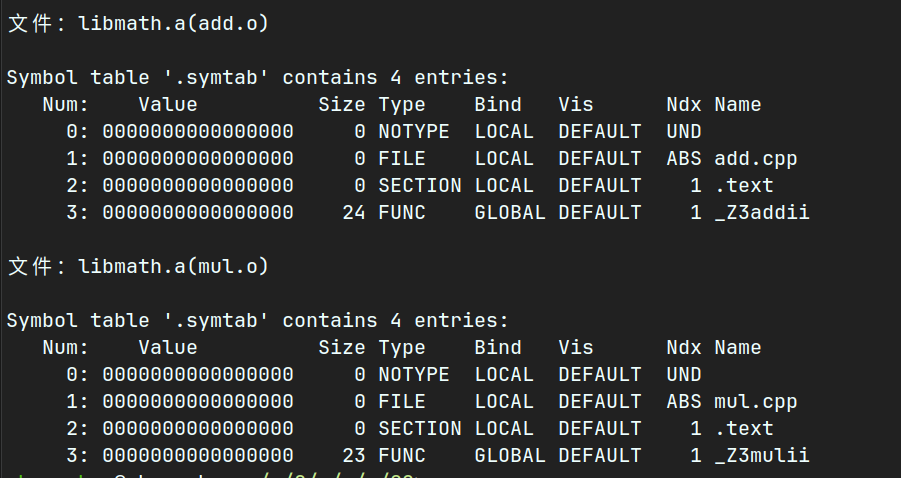 文件: libmath.a(add.o)
Symbol table '.symtab' contains 4 entries:
Num: Value Size Type Bind Vis Ndx Name
0: 0000000000000000 0 NOTYPE LOCAL DEFAULT UND
1: 0000000000000000 0 FILE LOCAL DEFAULT ABS add.cpp
2: 0000000000000000 0 SECTION LOCAL DEFAULT 1 .text
3: 0000000000000000 24 FUNC GLOBAL DEFAULT 1 _Z3addii
文件: libmath.a(mul.o)
Symbol table '.symtab' contains 4 entries:
Num: Value Size Type Bind Vis Ndx Name
0: 0000000000000000 0 NOTYPE LOCAL DEFAULT UND
1: 0000000000000000 0 FILE LOCAL DEFAULT ABS mul.cpp
2: 0000000000000000 0 SECTION LOCAL DEFAULT 1 .text
3: 0000000000000000 23 FUNC GLOBAL DEFAULT 1 _Z3mulii